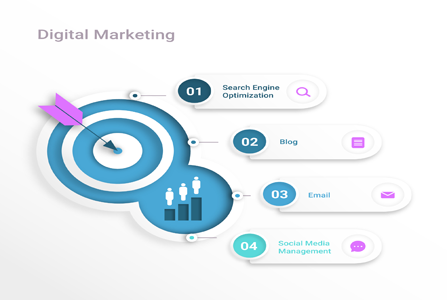 Digital Marketing
01
Search Engine
Optimization
02
Blog
03
Email
04
Social Media
Management